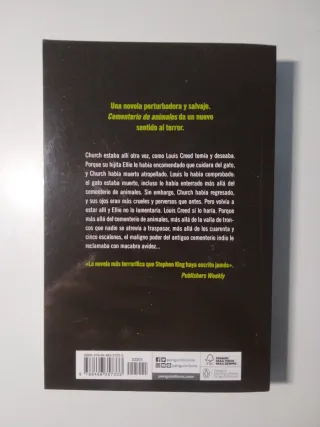 Una novela perturbadora y salvaje.
Cementerio de animales da un nuevo
sentido al terror.
Church estaba allí otra vez, como Louis Creed temía y deseaba.
Porque su hijita Ellie le había encomendado que cuidara del gato,
y Church había muerto atropellado. Louis lo había comprobado:
el gato estaba muerto, incluso lo había enterrado más allá del
cementerio de animales. Sin embargo, Church había regresado,
y sus ojos eran más crueles y perversos que antes. Pero volvía a
estar allí y Ellie no lo lamentaría. Louis Creed sí lo haría. Porque
más allá del cementerio de animales, más allá de la valla de tron-
cos que nadie se atrevía a traspasar, más allá de los cuarenta y
cinco escalones, el maligno poder del antiguo cementerio indio le
reclamaba con macabra avidez...
«La novela más terrorífica que Stephen King haya escrito jamás».
Publishers Weekly